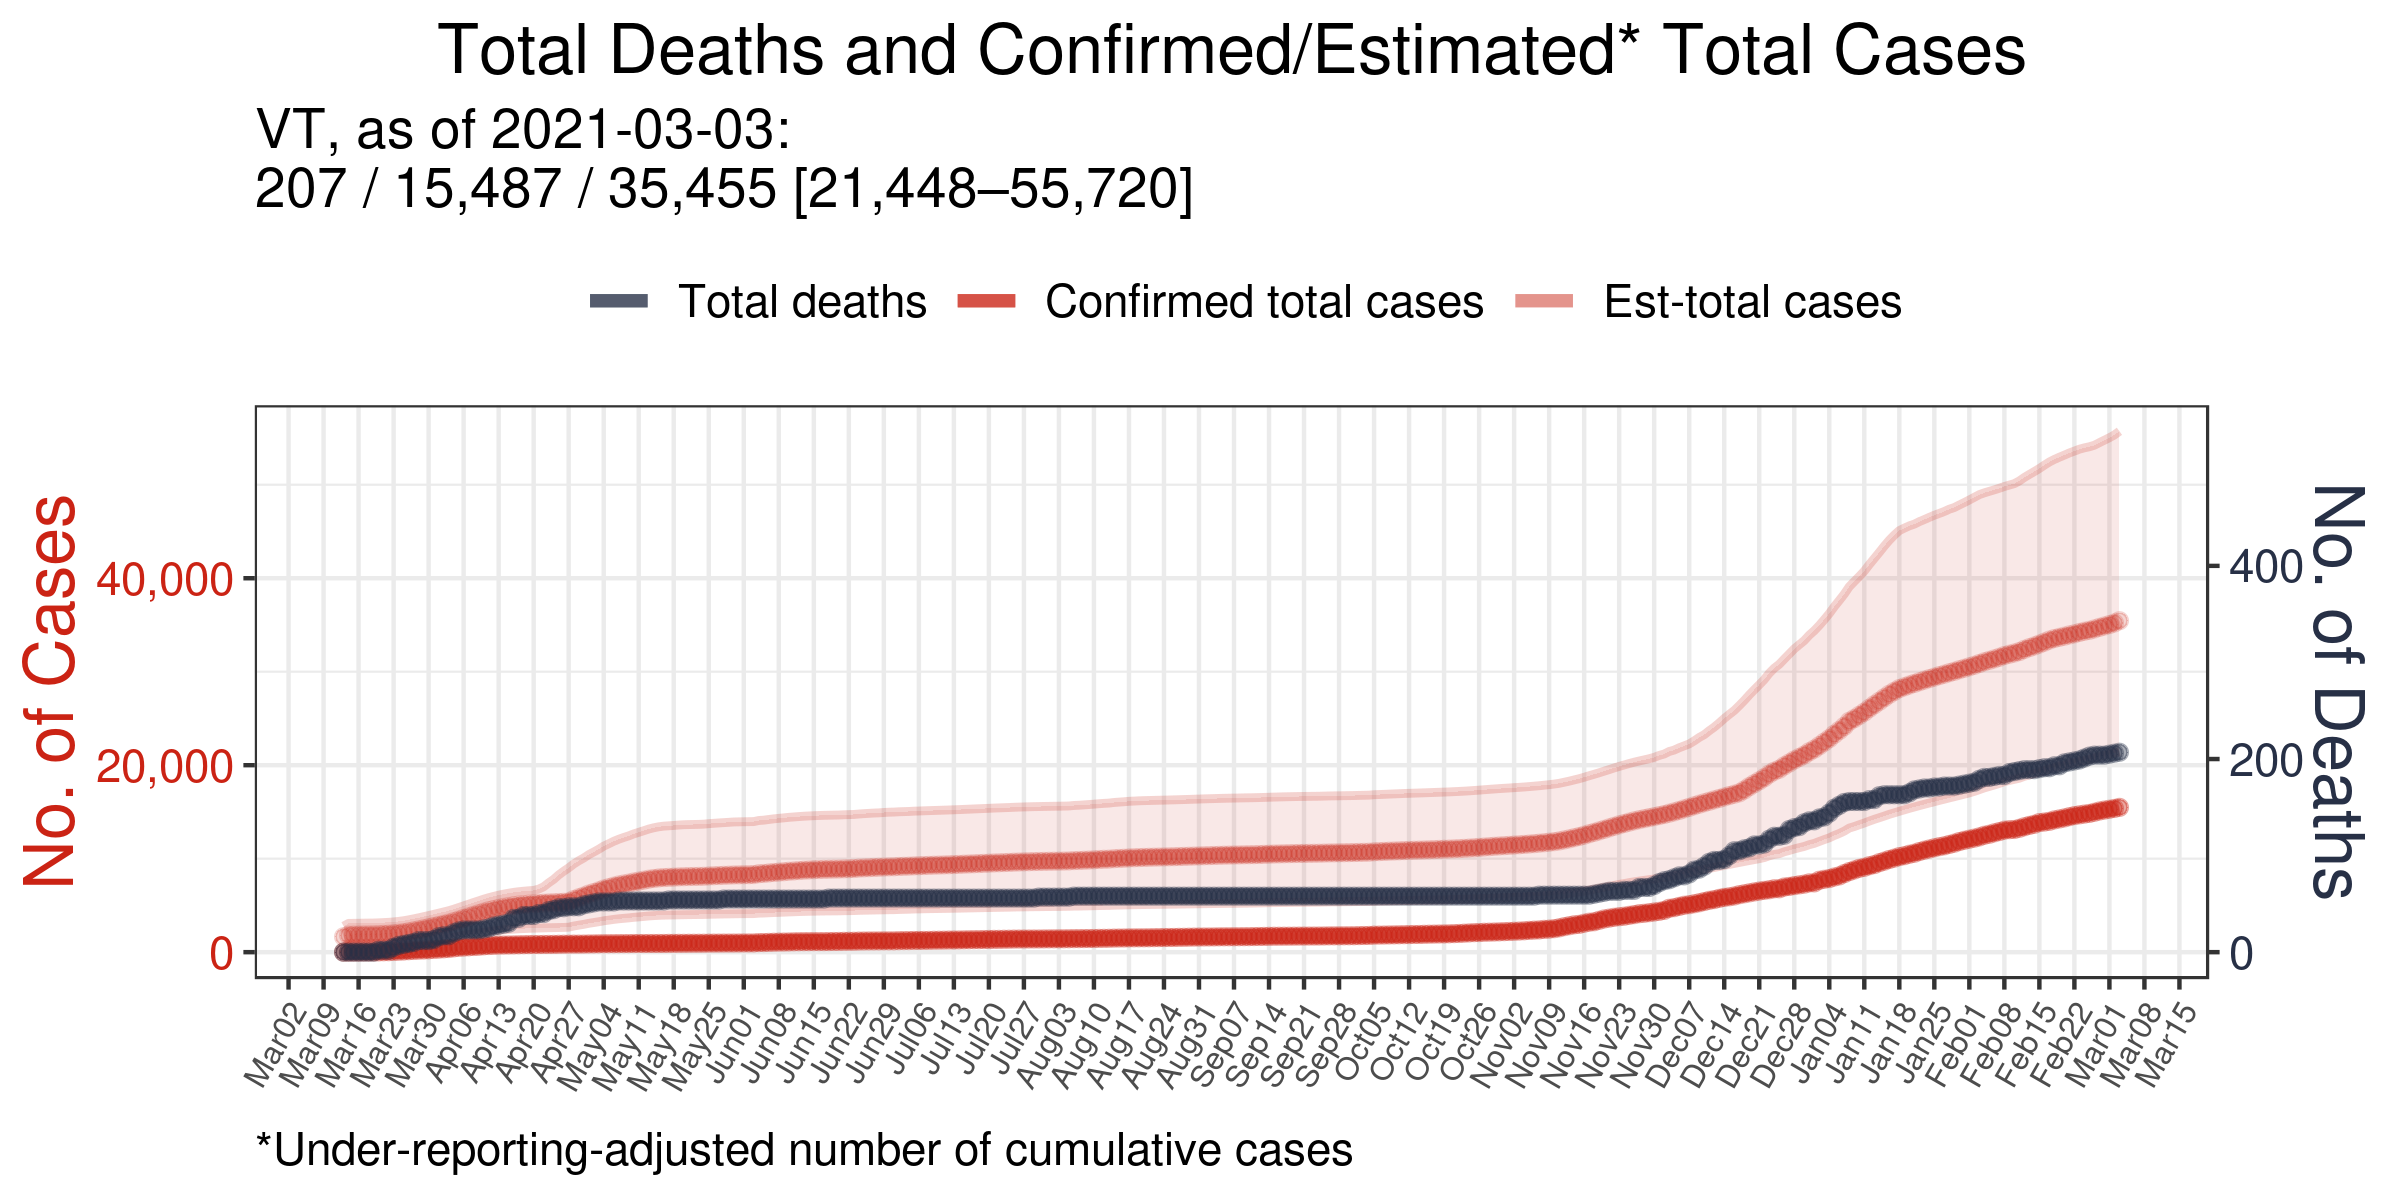 Total Deaths and Confirmed/Estimated* Total Cases
VT, as of 2021-03-03:
207 / 15,487 / 35,455 [21,448–55,720]
Total deaths Confirmed total cases Est-total cases
No. of Cases
40,000
20,000
0
400
200
0
No. of Deaths
Mar02 Mar09 Mar16 Mar23 Mar30 Apr06 Apr13 Apr20 Apr27 May04 May11 May18 May25 Jun01 Jun08 Jun15 Jun22 Jun29 Jul06 Jul13 Jul20 Jul27 Aug03 Aug10 Aug17 Aug24 Aug31 Sep07 Sep14 Sep21 Sep28 Oct05 Oct12 Oct19 Oct26 Nov02 Nov09 Nov16 Nov23 Nov30 Dec07 Dec14 Dec21 Dec28 Jan04 Jan11 Jan18 Jan25 Feb01 Feb08 Feb15 Feb22 Mar01 Mar08 Mar15
*Under-reporting-adjusted number of cumulative cases